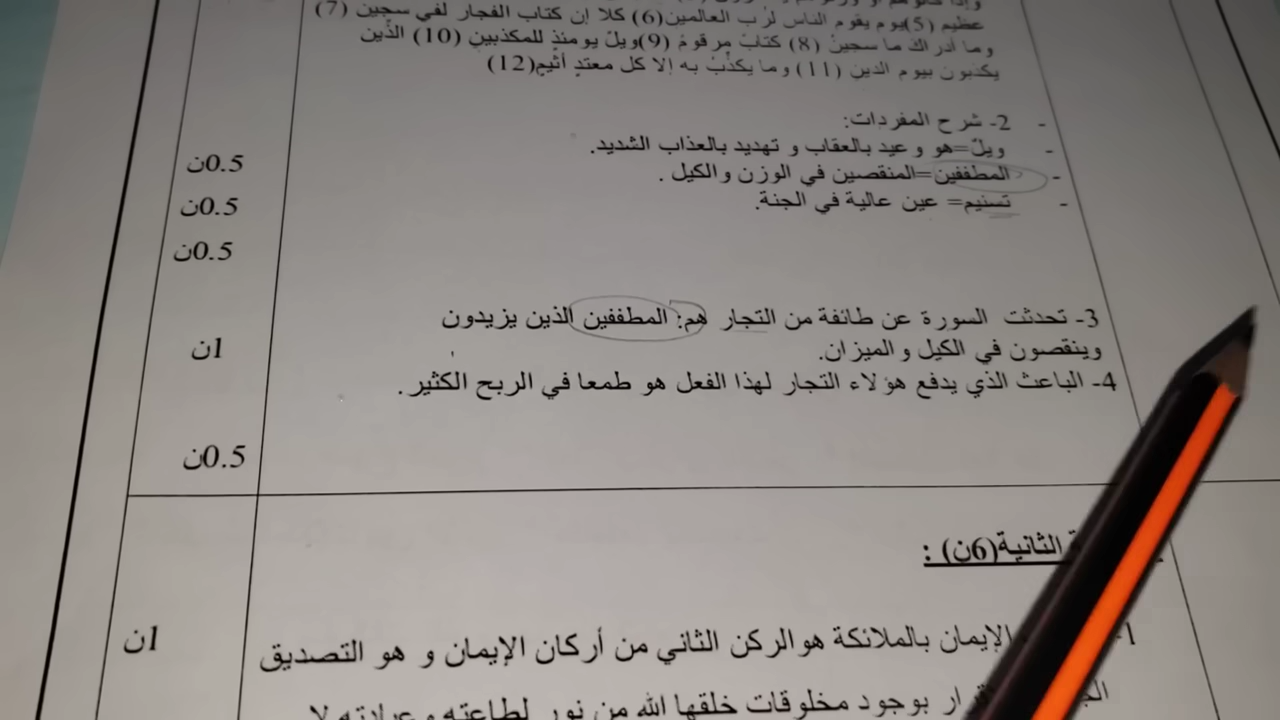 عظيم (5)يوم يقوم الناس لرب العالمين(6) كلا إن كتاب الفجار لفي سجين (7)
وما أدراك ما سجينٌ (8) كتابٌ مرقومٌ (9)ويلٌ يومئذٍ للمكذبين (10) الذين
يكذبون بيوم الدين (11) وما يكذب به إلا كل معتدٍ أثيم(12)
- 2- شرح المفردات:
- ويلٌ=هو وعيد بالعقاب و تهديد بالعذاب الشديد.
0.5ن
- المطففين=المنقصين في الوزن والكيل .
- تسنيم= عين عالية في الجنة.
0.5ن
0.5ن
3- تحدثت السورة عن طائفة من التجار هم: المطففين الذين يزيدون
وينقصون في الكيل والميزان.
1ن
4- الباعث الذي يدفع هؤلاء التجار لهذا الفعل هو طمعا في الربح الكثير.
0.5ن
الثانية(6ن) :
1- الإيمان بالملائكة هوالركن الثاني من أركان الإيمان و هو التصديق
1ن
بوجود مخلوقات خلقها الله من نور لطاعته وعبادته لا